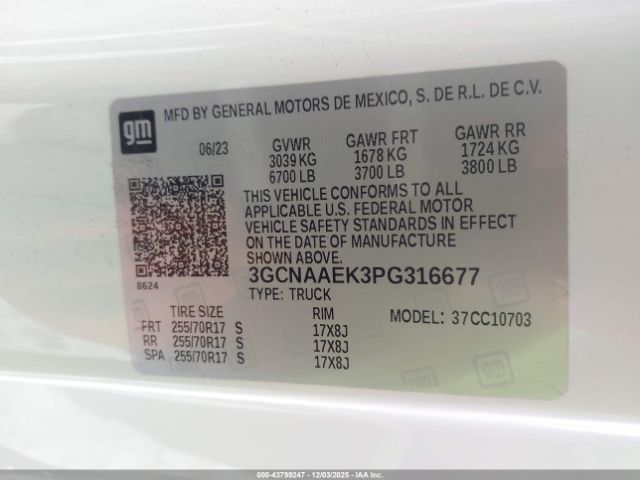 gm
MFD BY GENERAL MOTORS DE MEXICO, S. DE R.L. DE C.V.
06/23 GVWR GAWR FRT GAWR RR
3039 KG 1678 KG 1724 KG
6700 LB 3700 LB 3800 LB
THIS VEHICLE CONFORMS TO ALL
APPLICABLE U.S. FEDERAL MOTOR
VEHICLE SAFETY STANDARDS IN EFFECT
ON THE DATE OF MANUFACTURE
SHOWN ABOVE.
8624
3GCNAAEK3PG316677
TYPE: TRUCK
TIRE SIZE RIM MODEL: 37CC10703
FRT 255/70R17 S 17X8J
RR 255/70R17 S 17X8J
SPA 255/70R17 S 17X8J
000-43799247 - 12/03/2025 - IAA Inc.